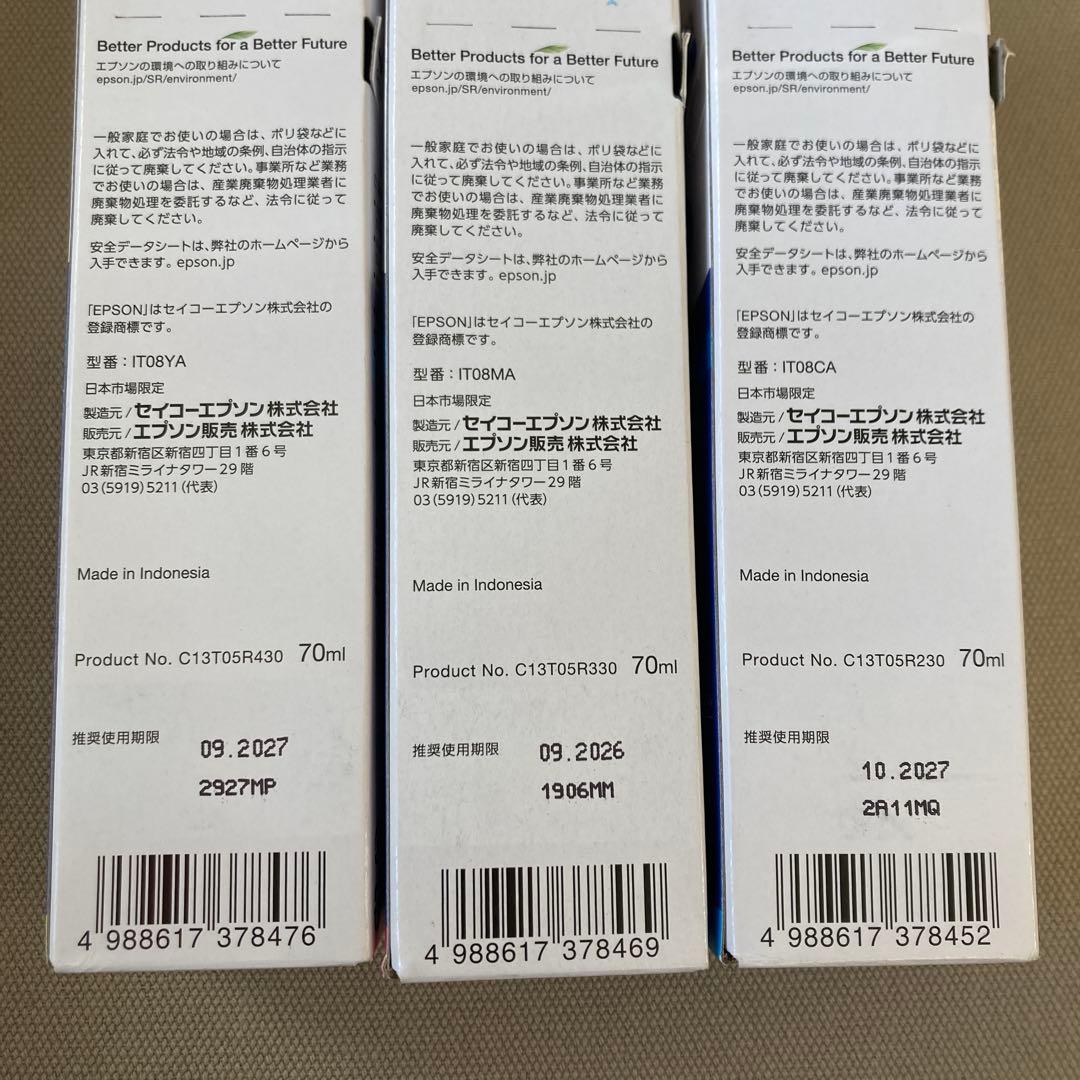 Better Products for a Better Future
エプソンの環境への取り組みについて
epson.jp/SR/environment/
一般家庭でお使いの場合は、ポリ袋などに
入れて、必ず法令や地域の条例、自治体の指示
に従って廃棄してください。事業所など業務
でお使いの場合は、産業廃棄物処理業者に
廃棄物処理を委託するなど、法令に従って
廃棄してください。
安全データシートは、弊社のホームページから
入手できます。epson.jp
「EPSON」はセイコーエプソン株式会社の
登録商標です。
型番：IT08YA
日本市場限定
製造元/セイコーエプソン株式会社
販売元/エプソン販売 株式会社
東京都新宿区新宿四丁目1番6号
JR新宿ミライナタワー29階
03(5919)5211(代表)
Made in Indonesia
Product No. C13T05R430 70ml
推奨使用期限
09.2027
2927MP
4 988617 378476
Better Products for a Better Future
エプソンの環境への取り組みについて
epson.jp/SR/environment/
一般家庭でお使いの場合は、ポリ袋などに
入れて、必ず法令や地域の条例、自治体の指示
に従って廃棄してください。事業所など業務
でお使いの場合は、産業廃棄物処理業者に
廃棄物処理を委託するなど、法令に従って
廃棄してください。
安全データシートは、弊社のホームページから
入手できます。epson.jp
「EPSON」はセイコーエプソン株式会社の
登録商標です。
型番：IT08MA
日本市場限定
製造元/セイコーエプソン株式会社
販売元/エプソン販売 株式会社
東京都新宿区新宿四丁目1番6号
JR新宿ミライナタワー29階
03(5919)5211(代表)
Made in Indonesia
Product No. C13T05R330 70ml
推奨使用期限
09.2026
1906MM
4 988617 378469
Better Products for a Better Future
エプソンの環境への取り組みについて
epson.jp/SR/environment/
一般家庭でお使いの場合は、ポリ袋などに
入れて、必ず法令や地域の条例、自治体の指示
に従って廃棄してください。事業所など業務
でお使いの場合は、産業廃棄物処理業者に
廃棄物処理を委託するなど、法令に従って
廃棄してください。
安全データシートは、弊社のホームページから
入手できます。epson.jp
「EPSON」はセイコーエプソン株式会社の
登録商標です。
型番：IT08CA
日本市場限定
製造元/セイコーエプソン株式会社
販売元/エプソン販売 株式会社
東京都新宿区新宿四丁目1番6号
JR新宿ミライナタワー29階
03(5919)5211(代表)
Made in Indonesia
Product No. C13T05R230 70ml
推奨使用期限
10.2027
2A11MQ
4 988617 378452